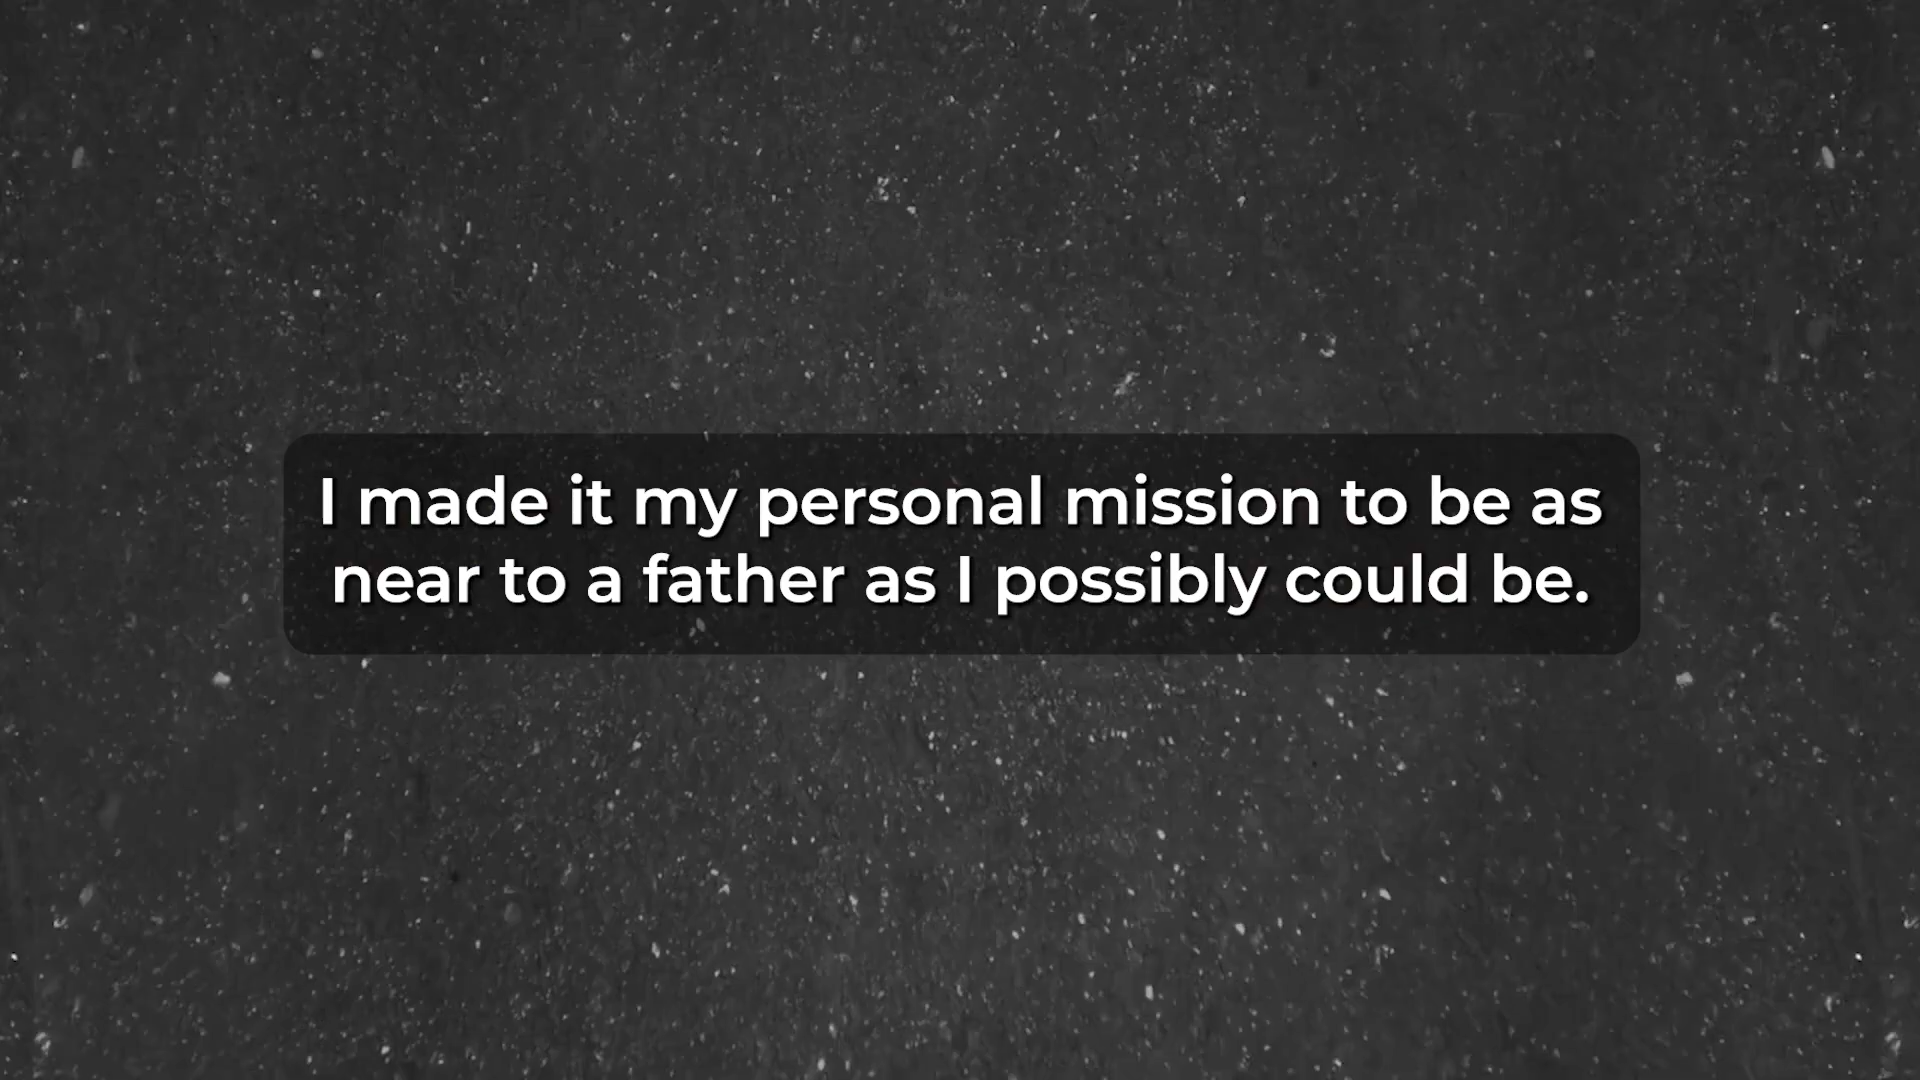 I made it my personal mission to be as
near to a father as I possibly could be.